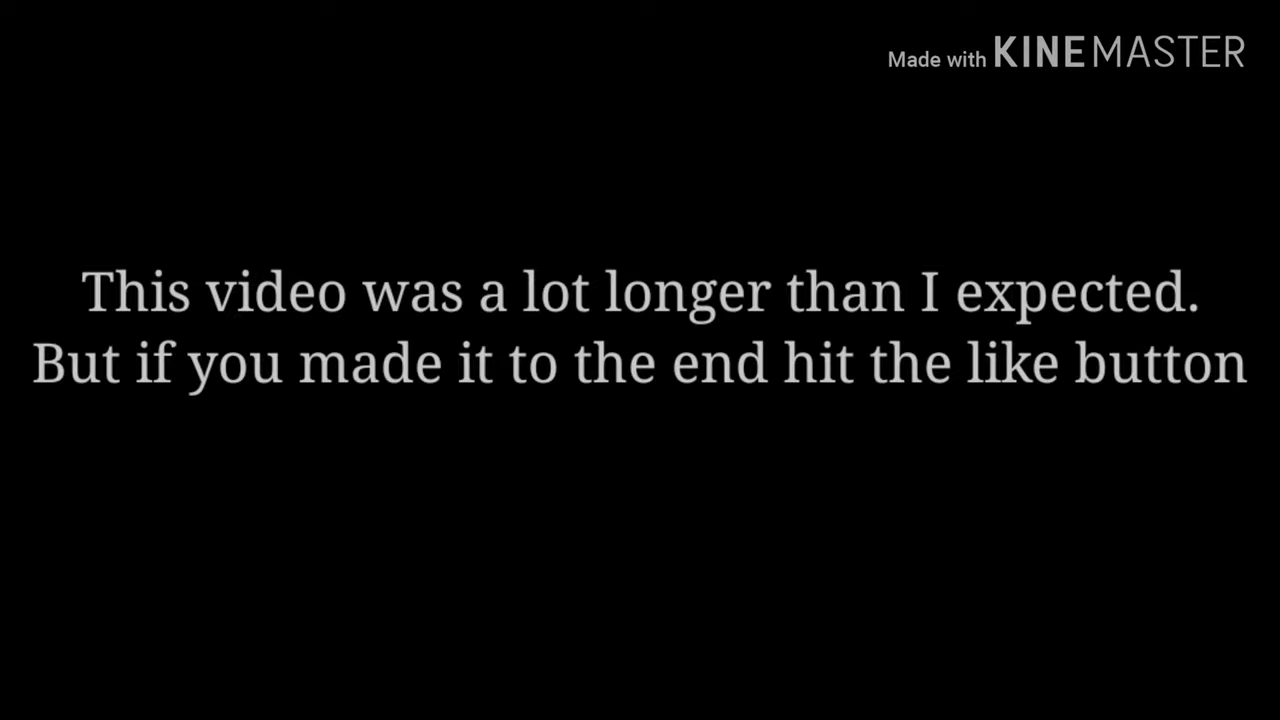 Made with KINEMASTER
This video was a lot longer than I expected.
But if you made it to the end hit the like button